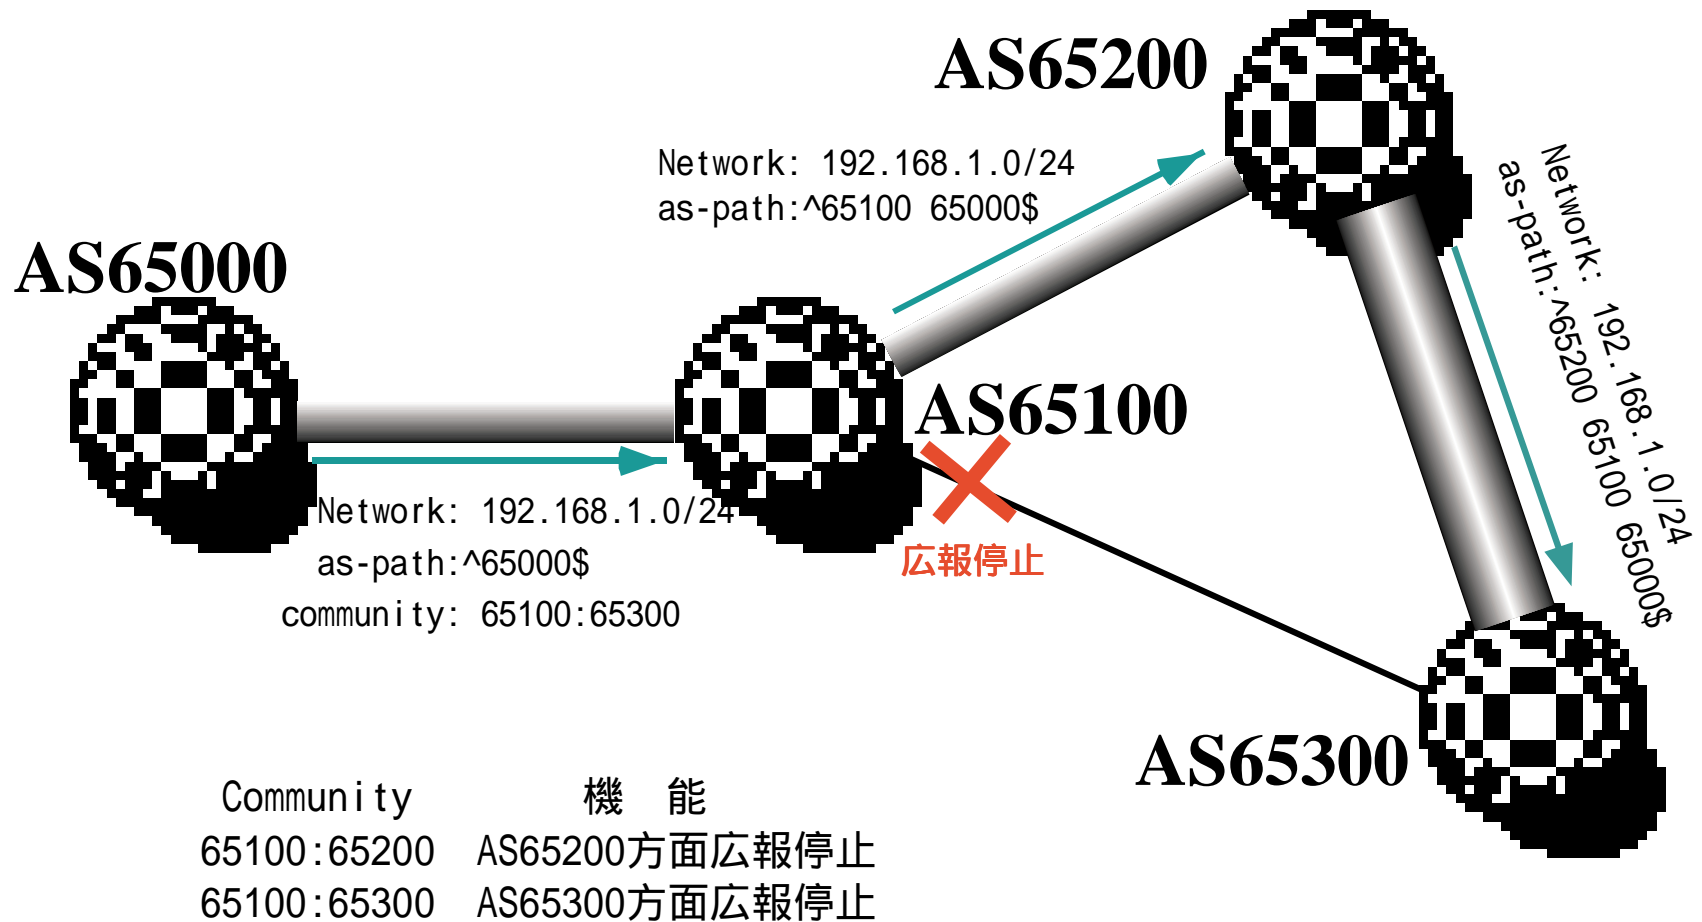 AS65200
Network: 192.168.1.0/24
as-path:^65100 65000$
Network: 192.168.1.0/24
as-path:^65200 65100 65000$
AS65000
AS65100
Network: 192.168.1.0/24
as-path:^65000$
community: 65100:65300
広報停止
AS65300
Community 機 能
65100:65200 AS65200方面広報停止
65100:65300 AS65300方面広報停止